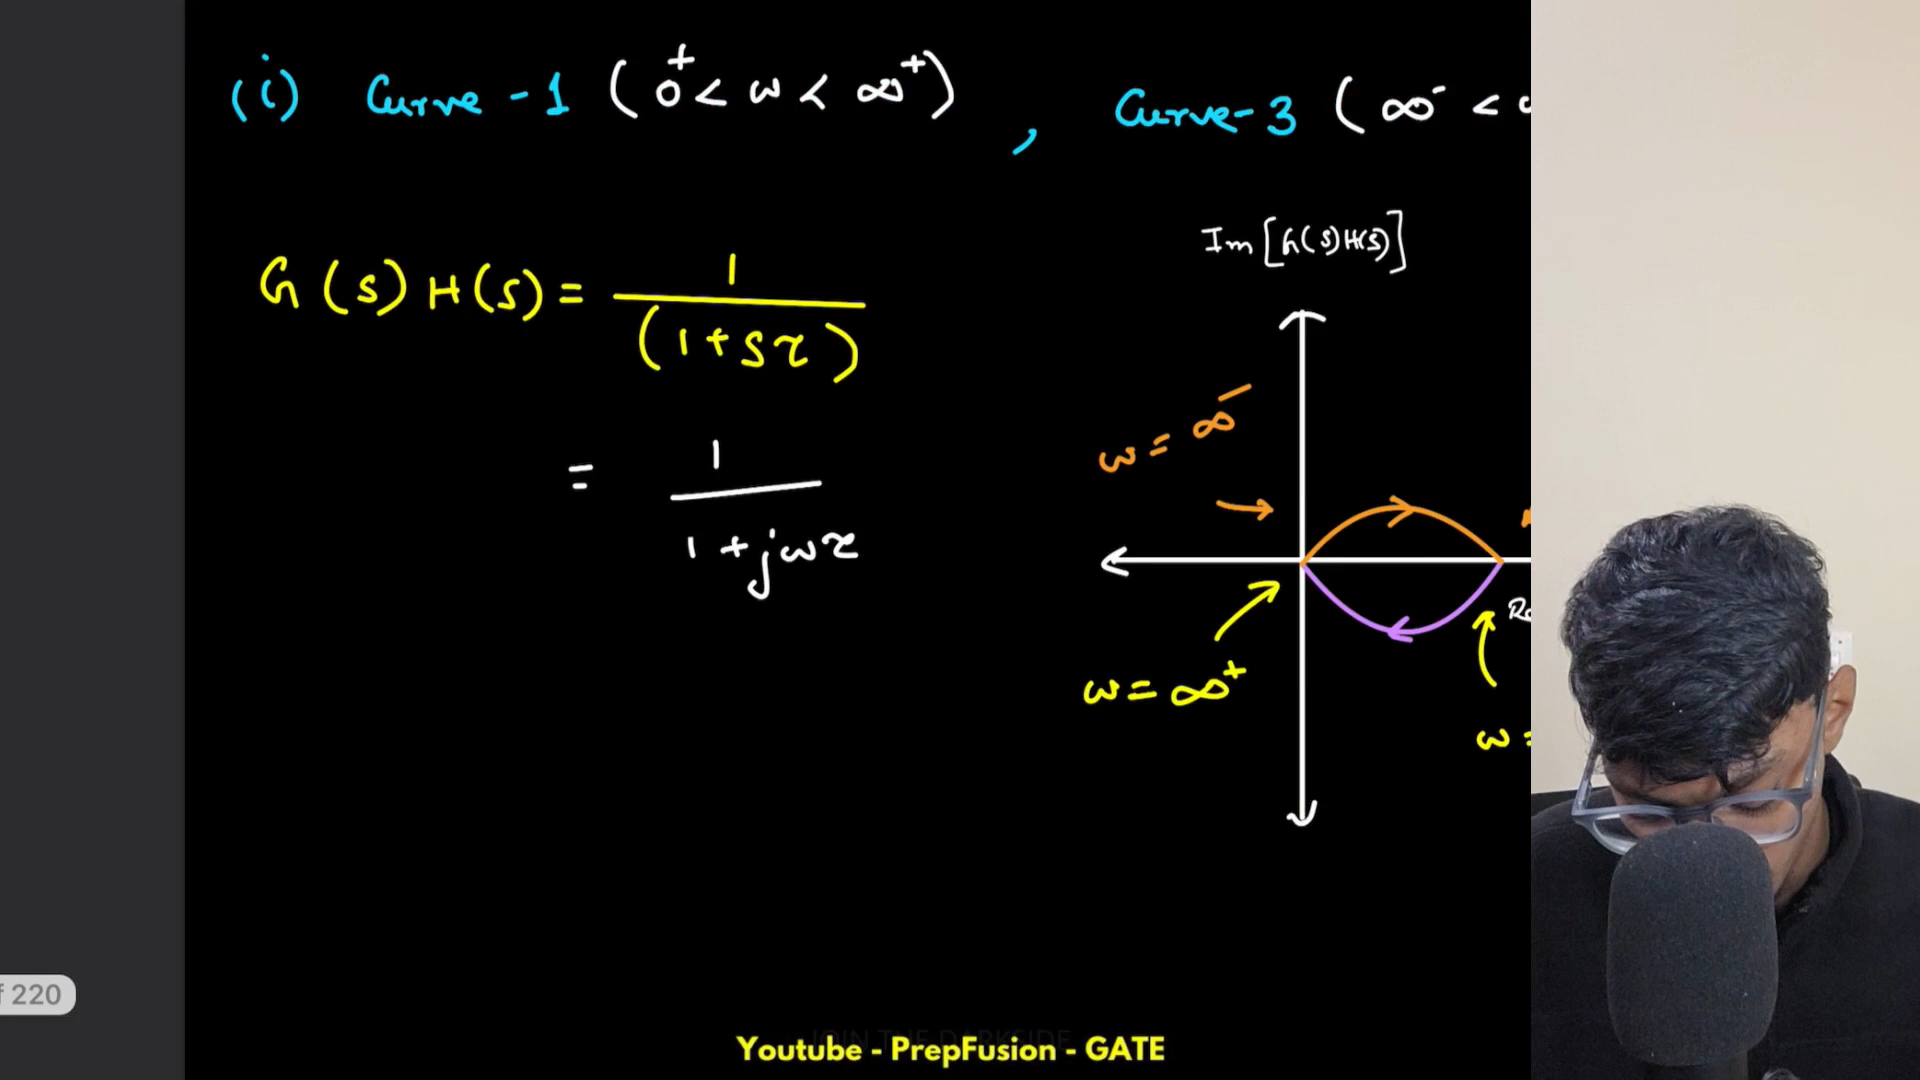 (i) Curve -1 (0⁺ < ω < ∞⁺) , Curve-3 (∞⁻ <
Im [G(s)H(s)]
G(s) H(s) = 1 / (1+sτ)
ω = ∞⁻
= 1 / 1+jωτ
ω = ∞⁺
ω =
f 220
Youtube - PrepFusion - GATE